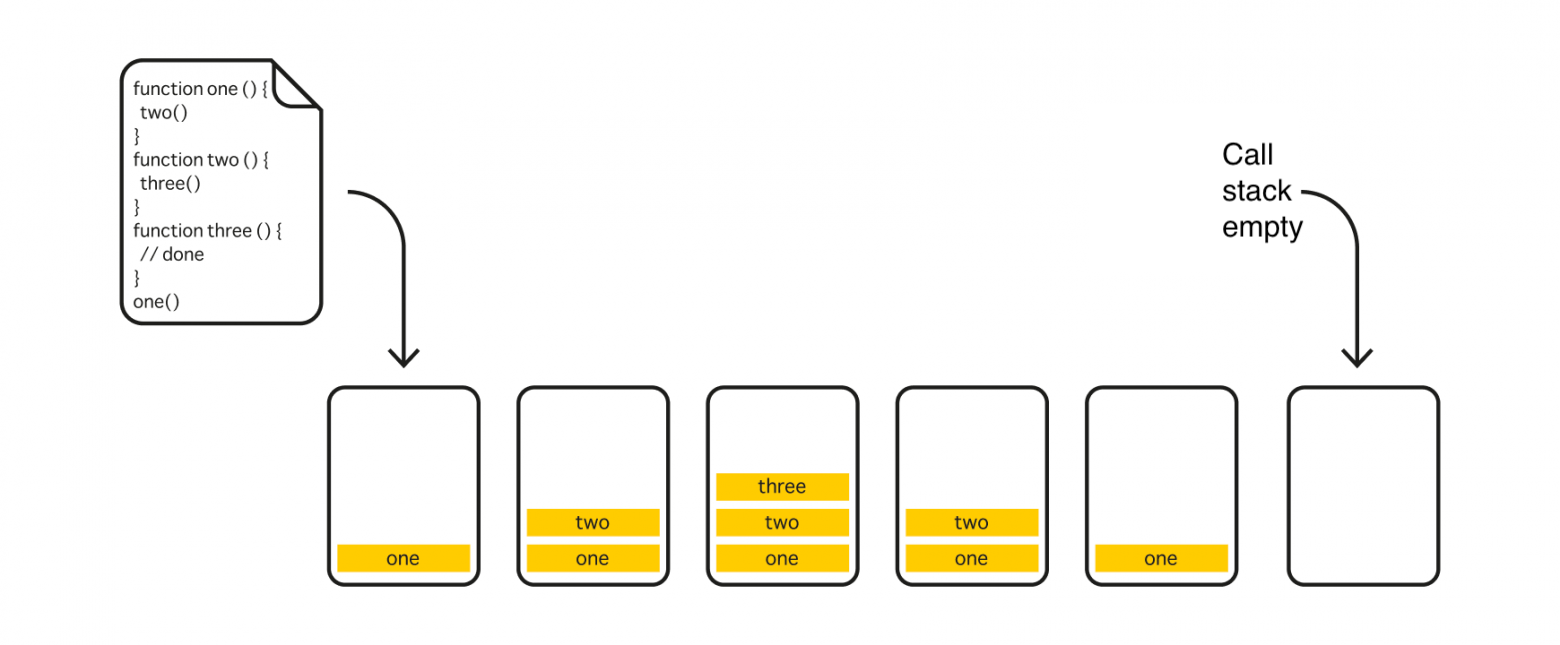 function one () {
two()
}
function two () {
three()
}
function three () {
// done
}
one()
Call
stack
empty
one
two
one
three
two
one
two
one
one